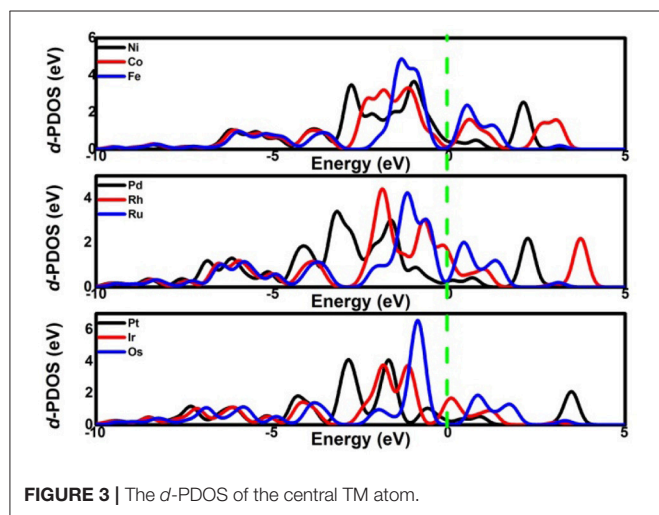 6
4
2
0
d-PDOS (eV)
Ni
Co
Fe
-10
-5
0
5
Energy (eV)
4
2
0
d-PDOS (eV)
Pd
Rh
Ru
-10
-5
0
5
Energy (eV)
6
4
2
0
d-PDOS (eV)
Pt
Ir
Os
-10
-5
0
5
Energy (eV)
FIGURE 3 | The d-PDOS of the central TM atom.